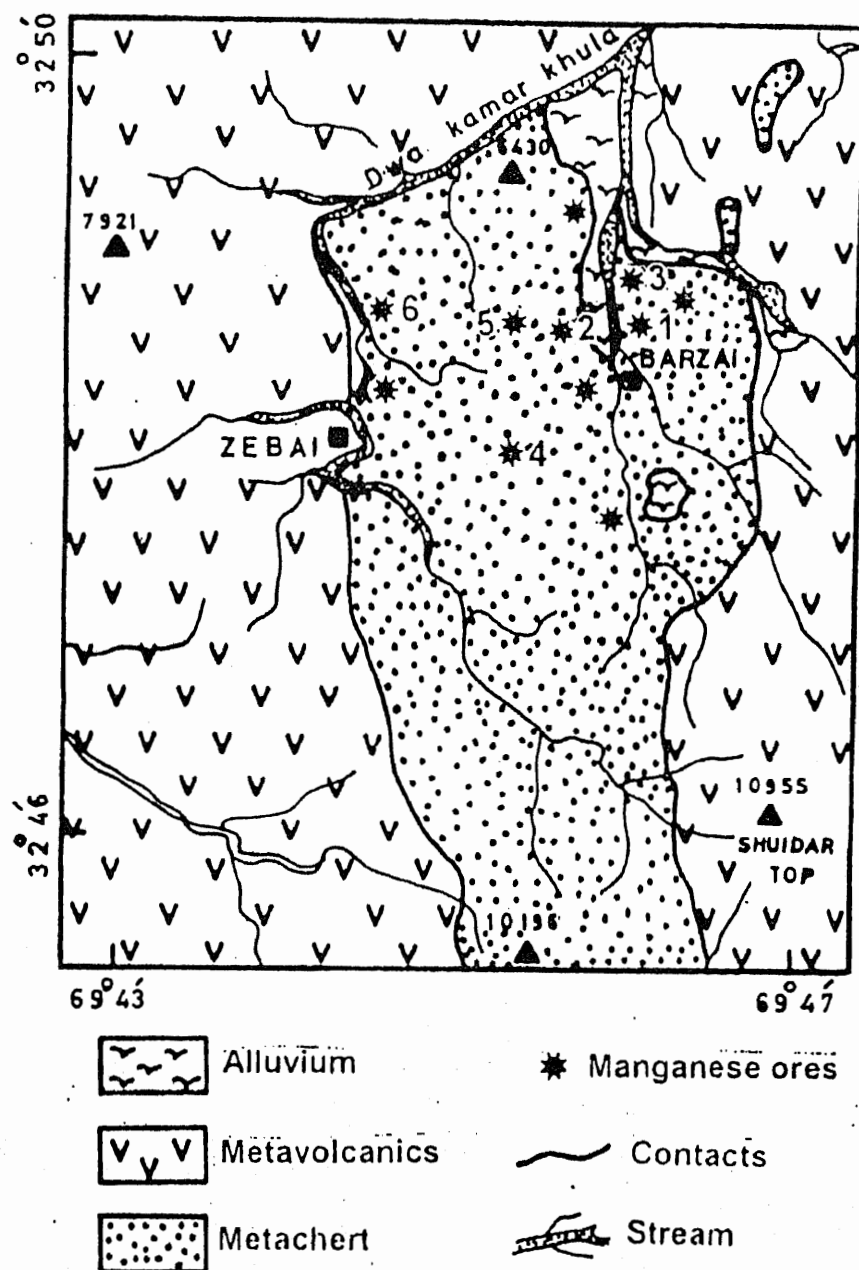 32° 50′
Dwa kamar khula
6430
7921
3
6
5
2
1
BARZAI
ZEBAI
4
32° 46′
10955
SHUIDAR
TOP
10196
69° 43′
69° 47′
Alluvium
Manganese ores
Metavolcanics
Contacts
Metachert
Stream